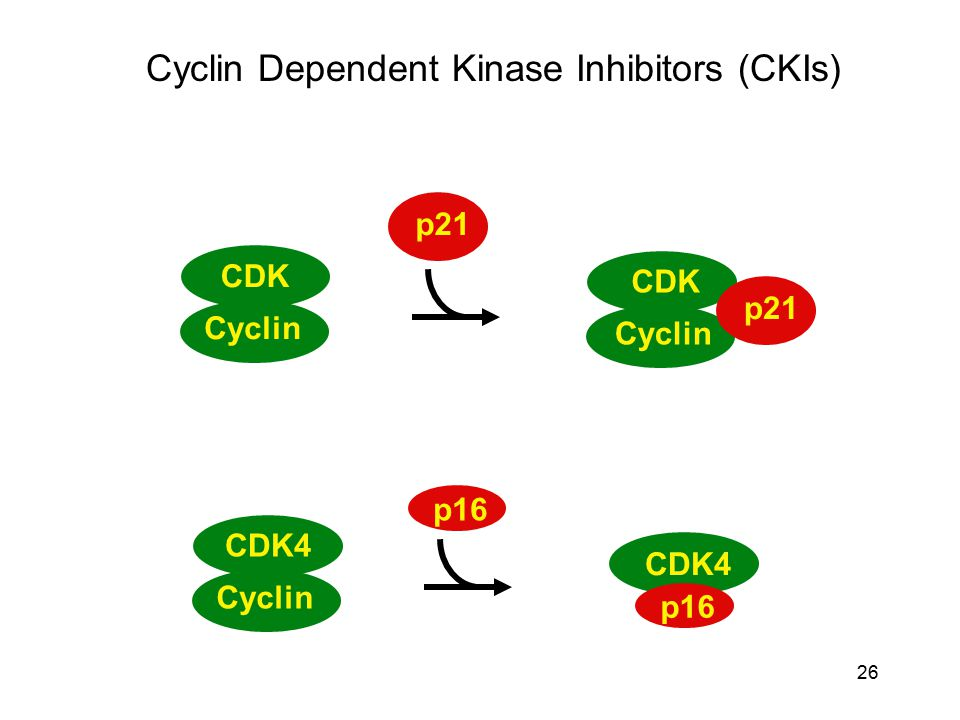 Cyclin Dependent Kinase Inhibitors (CKIs)
p21
CDK
Cyclin
CDK
Cyclin
p21
p16
CDK4
Cyclin
CDK4
p16
26